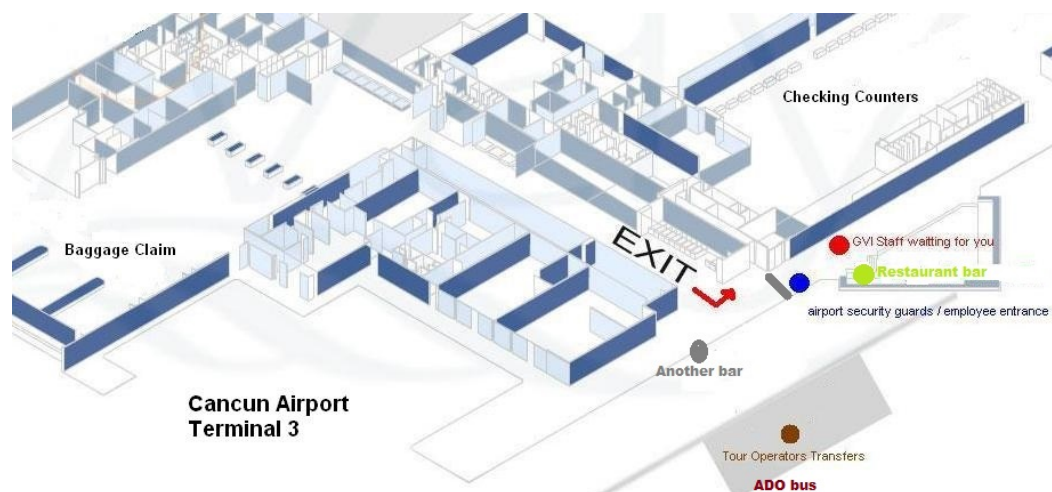 Checking Counters
EXIT
GVI Staff waitting for you
Baggage Claim
Restaurant bar
airport security guards / employee entrance
Another bar
Cancun Airport
Terminal 3
Tour Operators Transfers
ADO bus